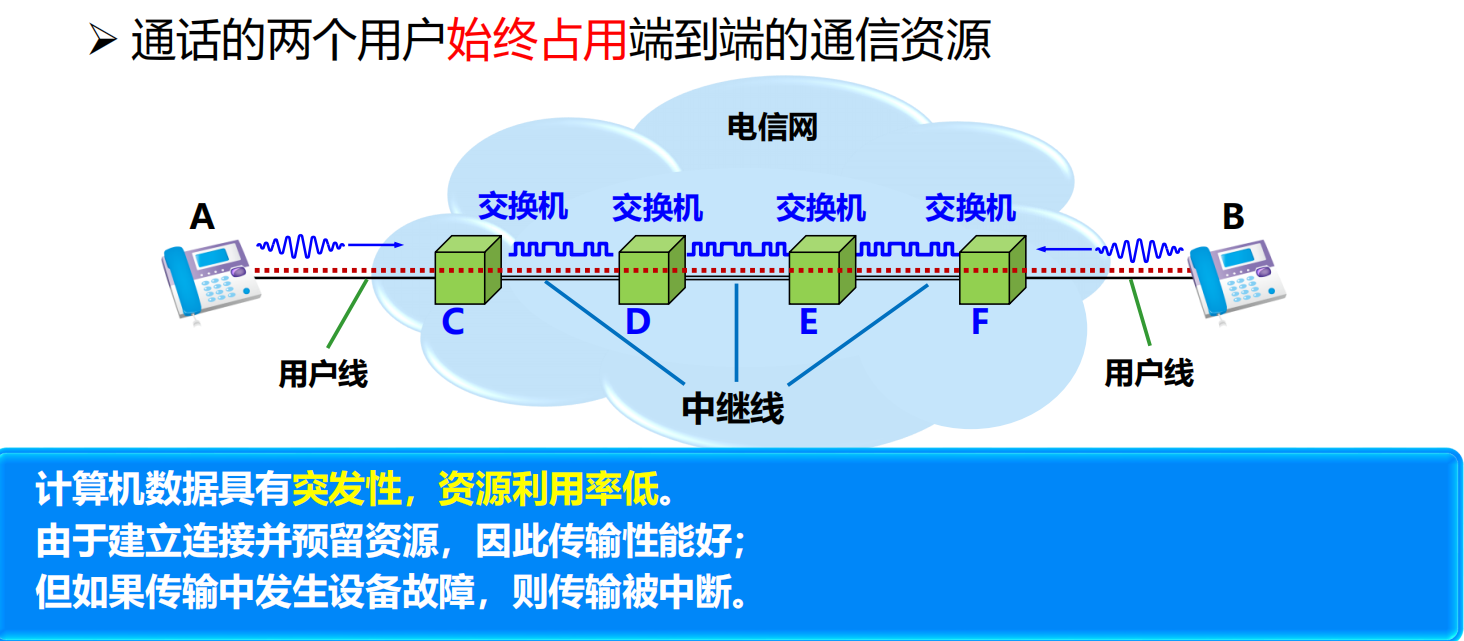 ➢ 通话的两个用户始终占用端到端的通信资源
电信网
交换机 交换机 交换机 交换机
A B
C D E F
用户线 用户线
中继线
计算机数据具有突发性，资源利用率低。
由于建立连接并预留资源，因此传输性能好；
但如果传输中发生设备故障，则传输被中断。